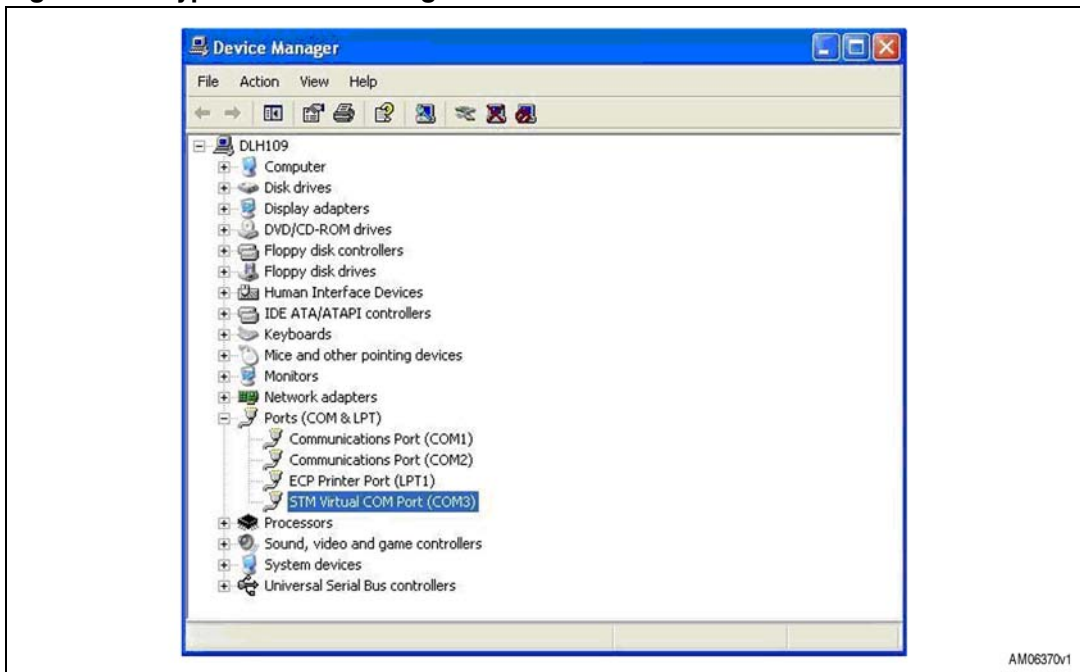 Device Manager
File Action View Help
DLH109
Computer
Disk drives
Display adapters
DVD/CD-ROM drives
Floppy disk controllers
Floppy disk drives
Human Interface Devices
IDE ATA/ATAPI controllers
Keyboards
Mice and other pointing devices
Monitors
Network adapters
Ports (COM & LPT)
Communications Port (COM1)
Communications Port (COM2)
ECP Printer Port (LPT1)
STM Virtual COM Port (COM3)
Processors
Sound, video and game controllers
System devices
Universal Serial Bus controllers
AM06370v1